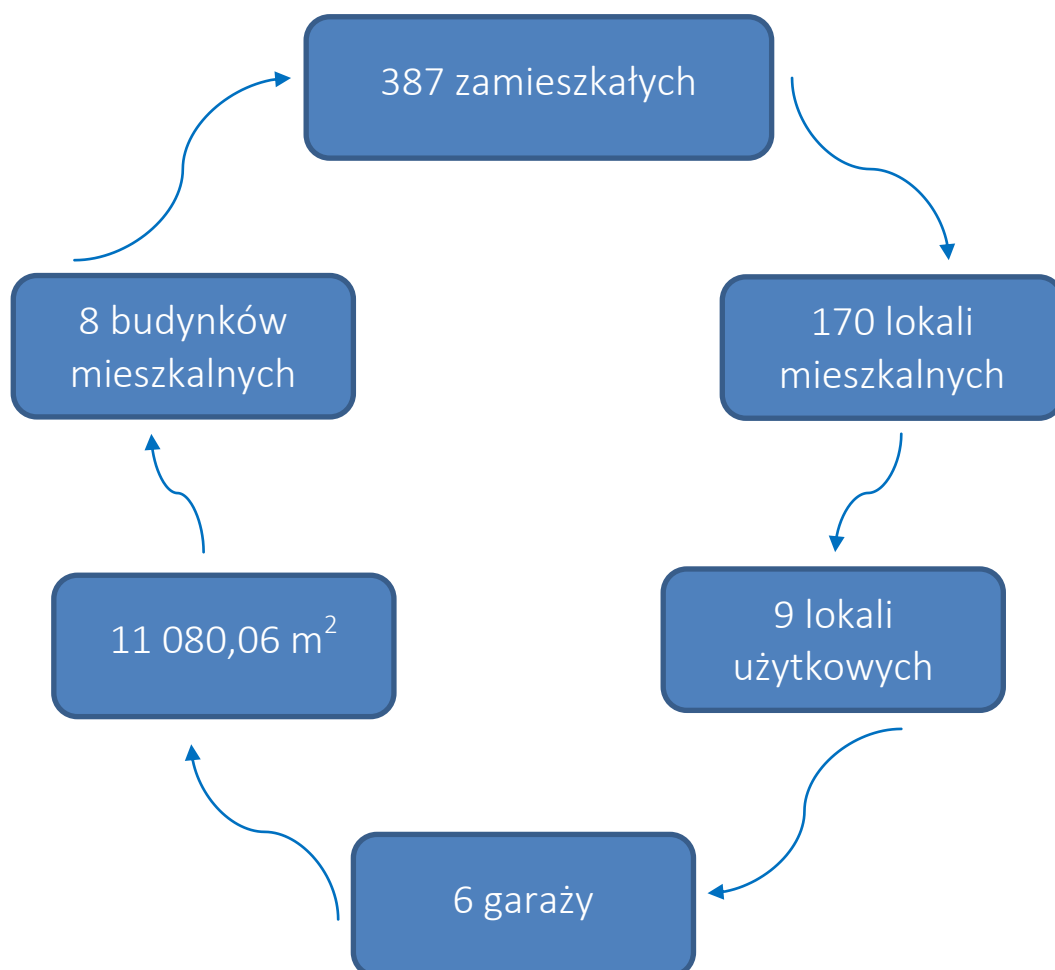 387 zamieszkałych
170 lokali
mieszkalnych
9 lokali
użytkowych
6 garaży
11 080,06 m²
8 budynków
mieszkalnych